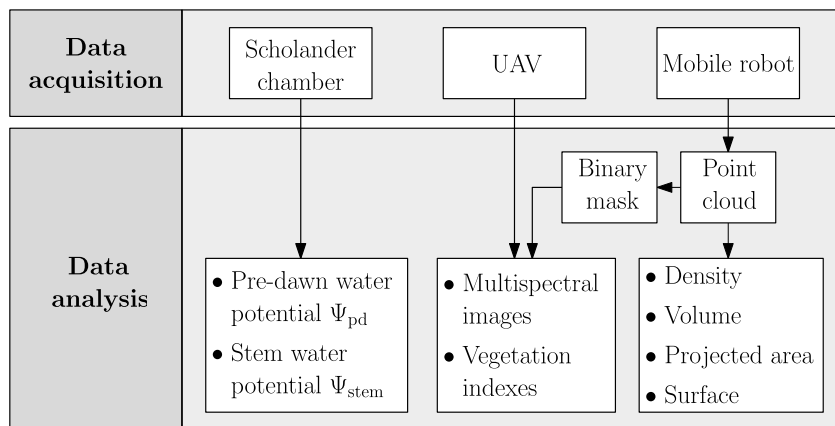 Data
acquisition
Scholander
chamber
UAV
Mobile robot
Data
analysis
Binary
mask
Point
cloud
• Pre-dawn water
potential Ψpd
• Stem water
potential Ψstem
• Multispectral
images
• Vegetation
indexes
• Density
• Volume
• Projected area
• Surface